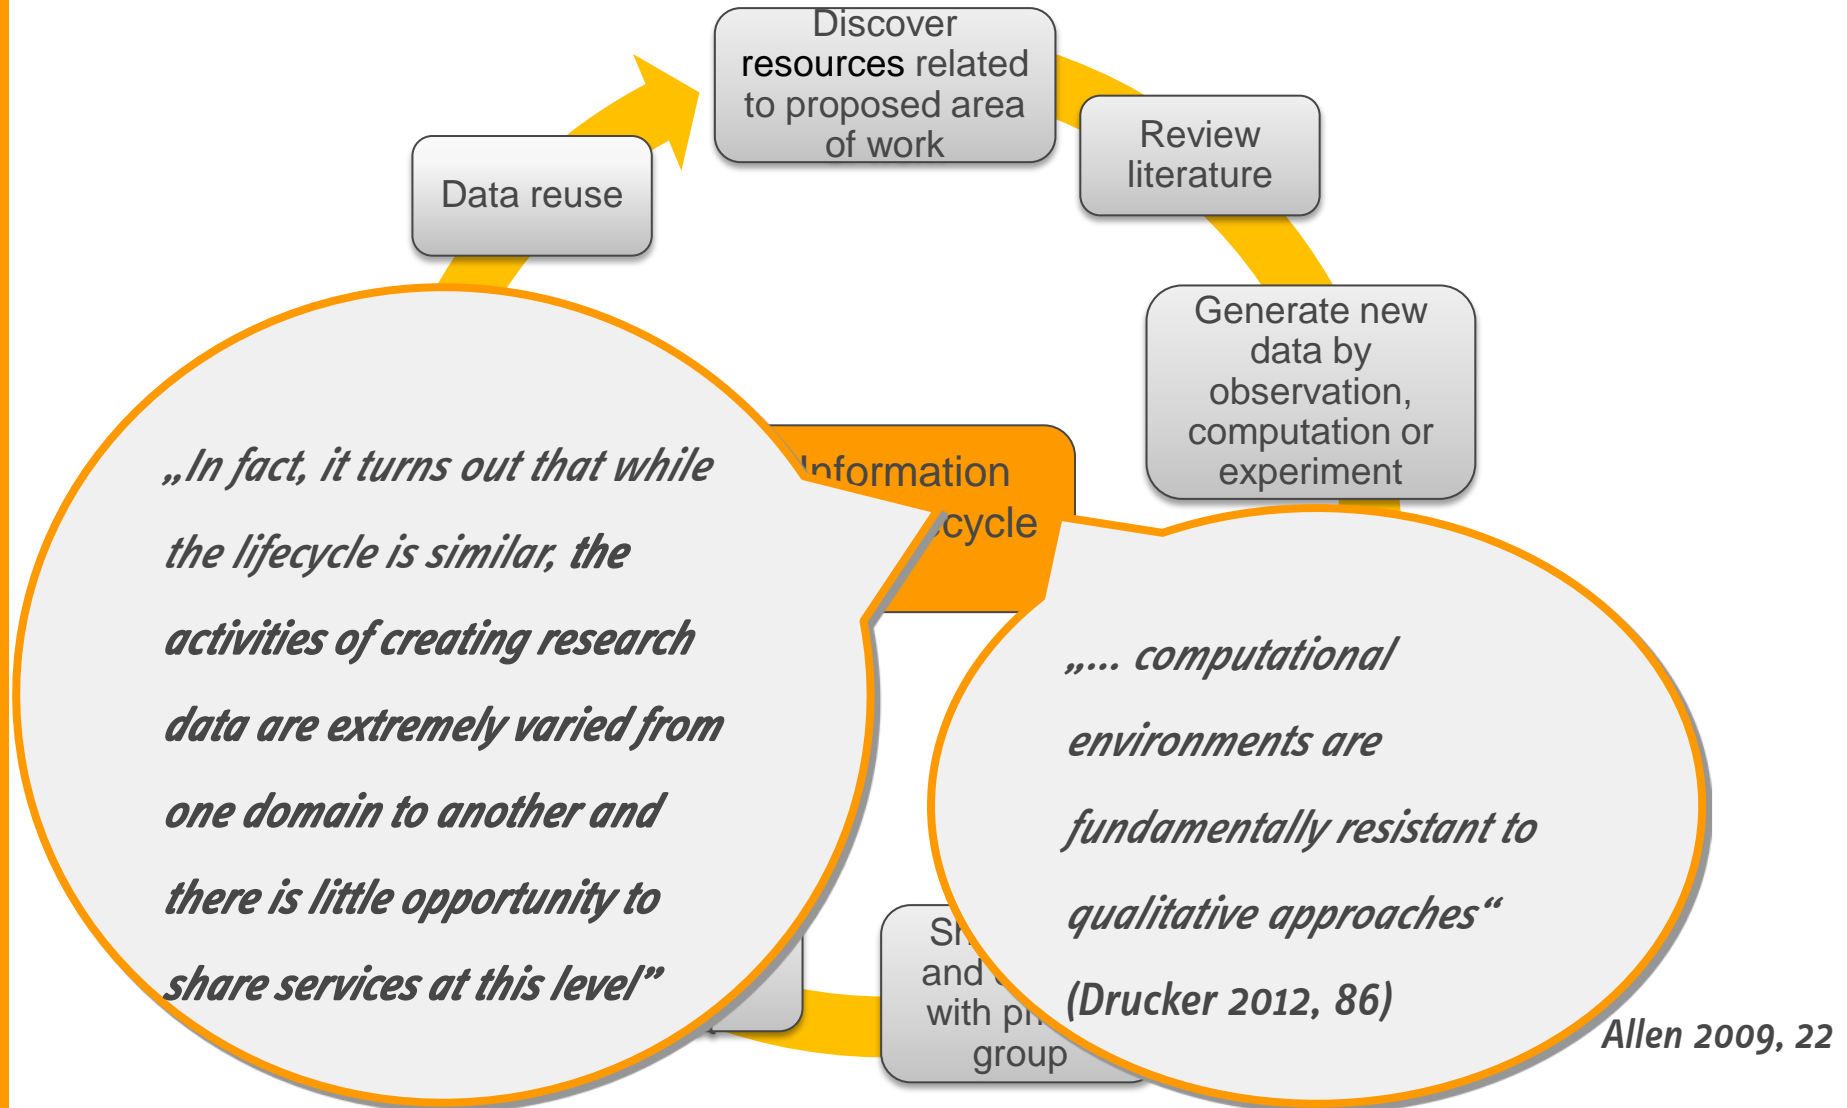 Discover
resources related
to proposed area
of work
Review
literature
Data reuse
Generate new
data by
observation,
computation or
experiment
Information
„In fact, it turns out that while
the lifecycle is similar, the
activities of creating research
data are extremely varied from
one domain to another and
there is little opportunity to
share services at this level”
„... computational
environments are
fundamentally resistant to
qualitative approaches“
(Drucker 2012, 86)
and
with
group
Allen 2009, 22